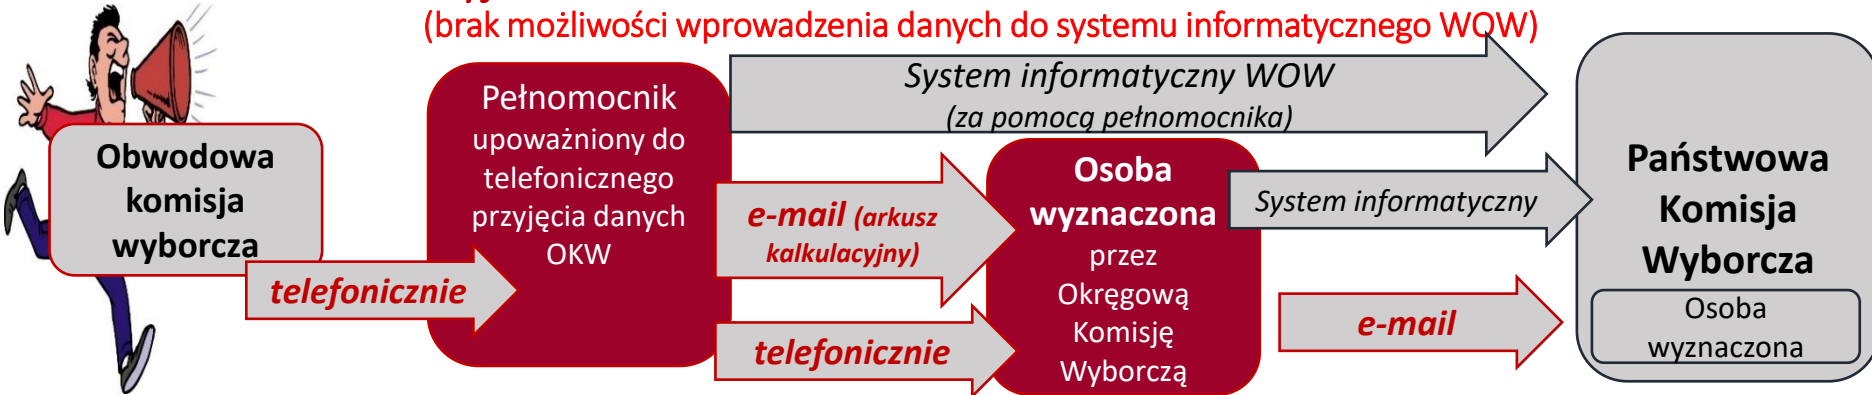 (brak możliwości wprowadzenia danych do systemu informatycznego WOW)
Obwodowa
komisja
wyborcza
telefonicznie
Pełnomocnik
upoważniony do
telefonicznego
przyjęcia danych
OKW
System informatyczny WOW
(za pomocą pełnomocnika)
e-mail (arkusz
kalkulacyjny)
telefonicznie
Osoba
wyznaczona
przez
Okręgową
Komisję
Wyborczą
System informatyczny
e-mail
Państwowa
Komisja
Wyborcza
Osoba
wyznaczona